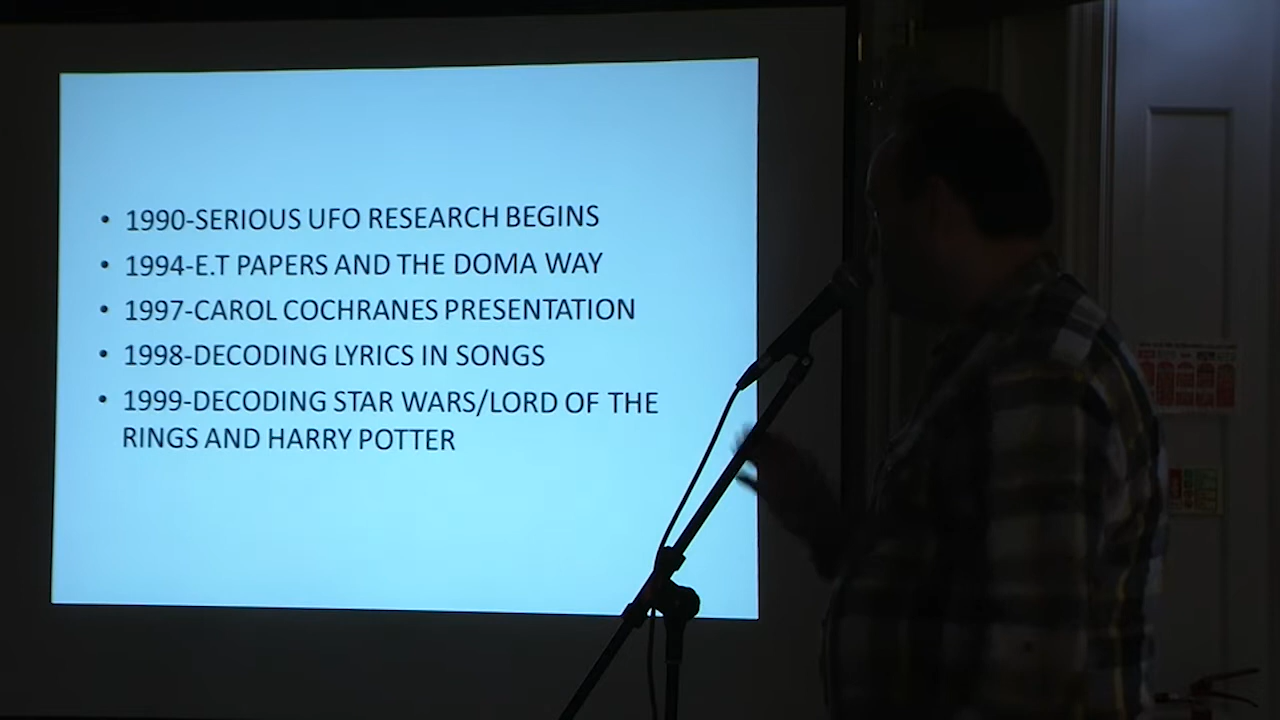 • 1990-SERIOUS UFO RESEARCH BEGINS
• 1994-E.T PAPERS AND THE DOMA WAY
• 1997-CAROL COCHRANES PRESENTATION
• 1998-DECODING LYRICS IN SONGS
• 1999-DECODING STAR WARS/LORD OF THE
RINGS AND HARRY POTTER